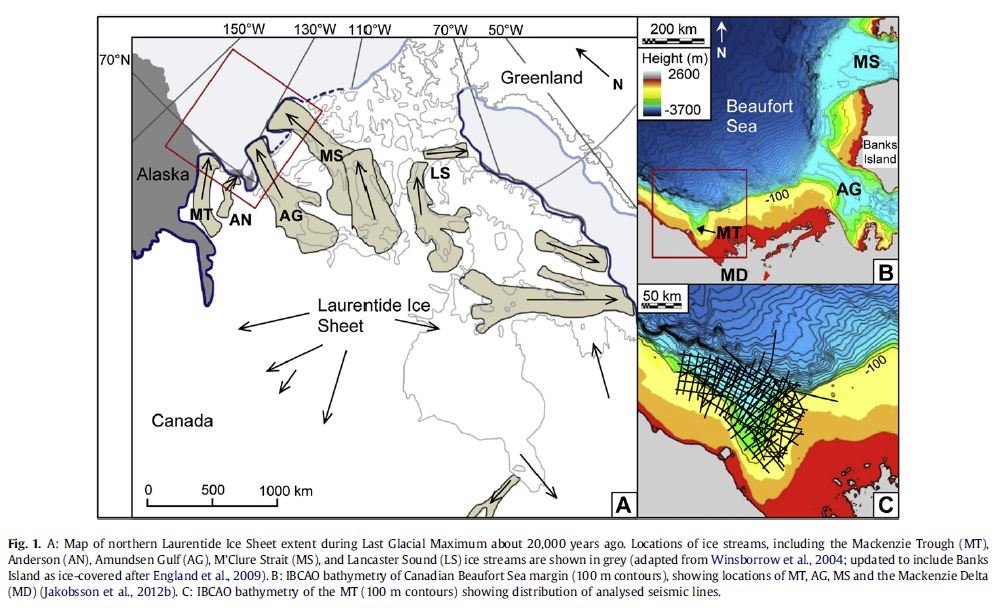 150°W 130°W 110°W 70°W 50°W
70°N
Greenland
N
Alaska
MS
LS
MT
AN
AG
Laurentide Ice
Sheet
Canada
0 500 1000 km
A
200 km
N
Height (m)
2600
-3700
MS
Beaufort
Sea
Banks
Island
AG
-100
MT
MD
B
50 km
-100
C
Fig. 1. A: Map of northern Laurentide Ice Sheet extent during Last Glacial Maximum about 20,000 years ago. Locations of ice streams, including the Mackenzie Trough (MT),
Anderson (AN), Amundsen Gulf (AG), M'Clure Strait (MS), and Lancaster Sound (LS) ice streams are shown in grey (adapted from Winsborrow et al., 2004; updated to include Banks
Island as ice-covered after England et al., 2009). B: IBCAO bathymetry of Canadian Beaufort Sea margin (100 m contours), showing locations of MT, AG, MS and the Mackenzie Delta
(MD) (Jakobsson et al., 2012b). C: IBCAO bathymetry of the MT (100 m contours) showing distribution of analysed seismic lines.